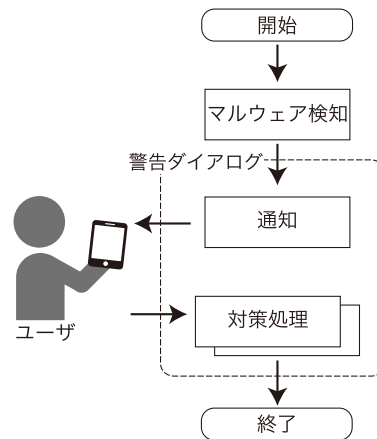 開始
マルウェア検知
警告ダイアログ
通知
対策処理
ユーザ
終了